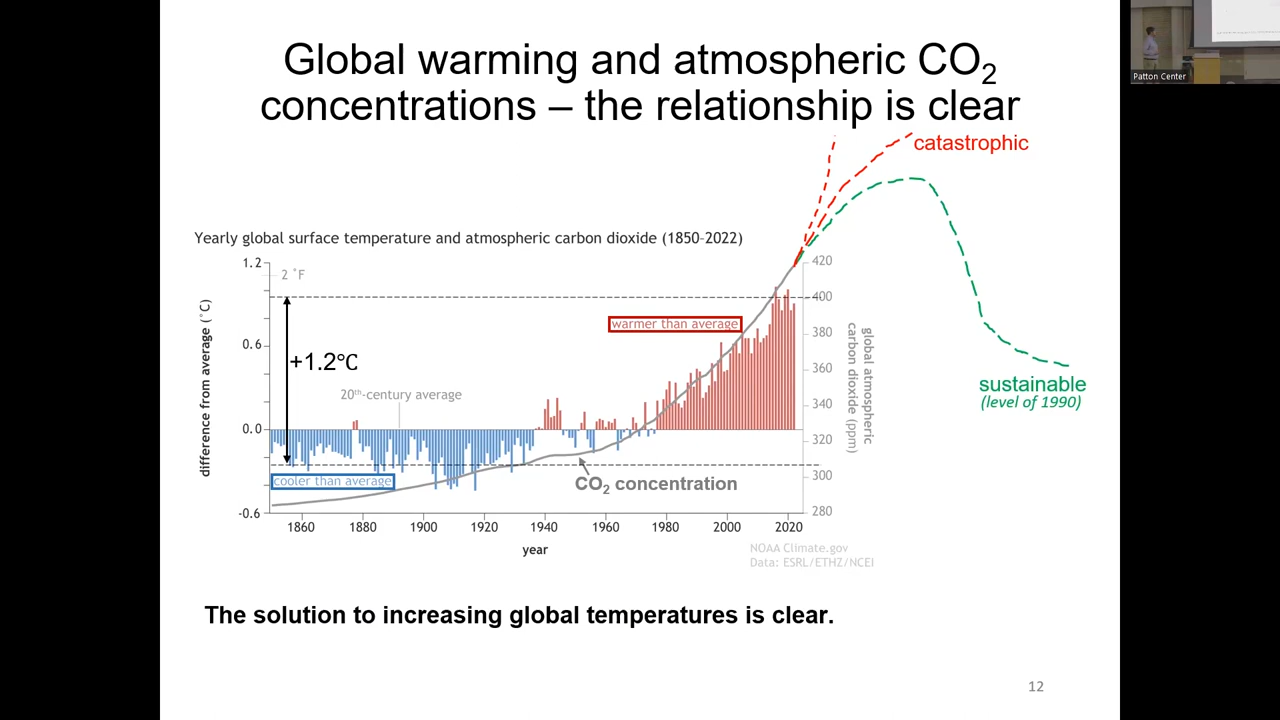 Global warming and atmospheric CO₂
concentrations – the relationship is clear
Patton Center
catastrophic
Yearly global surface temperature and atmospheric carbon dioxide (1850-2022)
1.2
2 °F
420
400
warmer than average
380
difference from average (°C)
0.6
+1.2℃
360
global atmospheric
carbon dioxide (ppm)
20th-century average
340
sustainable
(level of 1990)
0.0
320
cooler than average
CO₂ concentration
300
-0.6
280
1860 1880 1900 1920 1940 1960 1980 2000 2020
year
NOAA Climate.gov
Data: ESRL/ETHZ/NCEI
The solution to increasing global temperatures is clear.
12